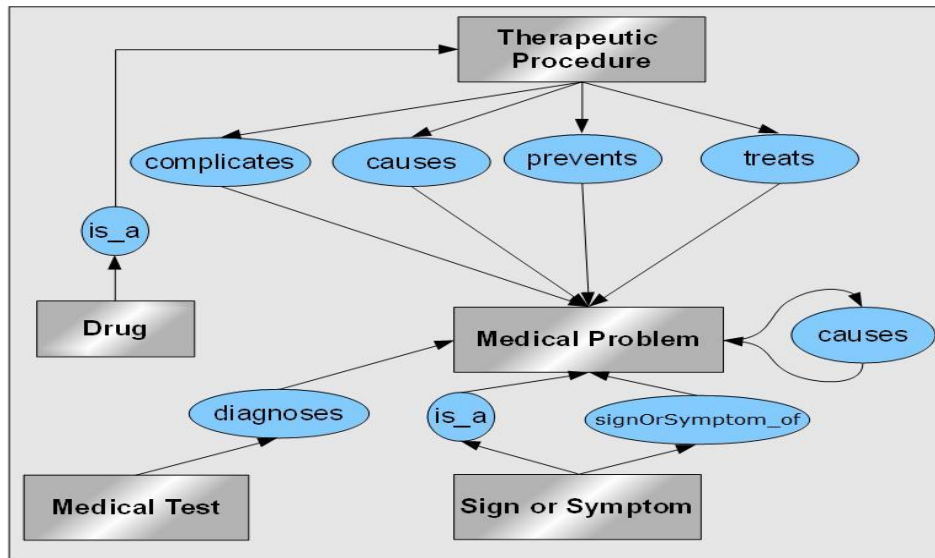 Therapeutic
Procedure
complicates
causes
prevents
treats
is_a
Drug
Medical Problem
causes
diagnoses
is_a
signOrSymptom_of
Medical Test
Sign or Symptom